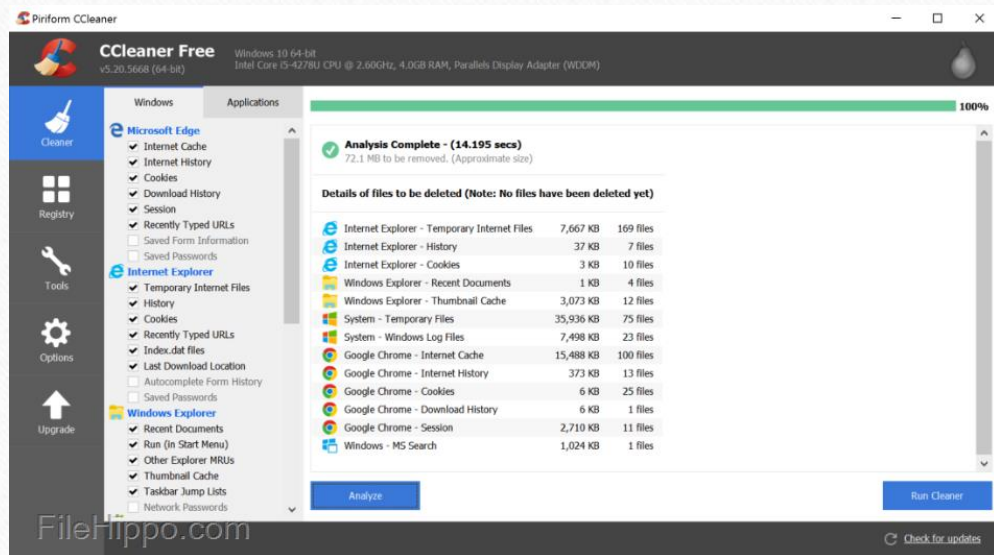 Piriform CCleaner
CCleaner Free
v5.20.5668 (64-bit)
Windows 10 64-bit
Intel Core i5-4278U CPU @ 2.60GHz, 4.0GB RAM, Parallels Display Adapter (WDDM)
Cleaner
Registry
Tools
Options
Upgrade
Windows Applications
Microsoft Edge
Internet Cache
Internet History
Cookies
Download History
Session
Recently Typed URLs
Saved Form Information
Saved Passwords
Internet Explorer
Temporary Internet Files
History
Cookies
Recently Typed URLs
Index.dat files
Last Download Location
Autocomplete Form History
Saved Passwords
Windows Explorer
Recent Documents
Run (in Start Menu)
Other Explorer MRUs
Thumbnail Cache
Taskbar Jump Lists
Network Passwords
100%
Analysis Complete - (14.195 secs)
72.1 MB to be removed. (Approximate size)
Details of files to be deleted (Note: No files have been deleted yet)
Internet Explorer - Temporary Internet Files 7,667 KB 169 files
Internet Explorer - History 37 KB 7 files
Internet Explorer - Cookies 3 KB 10 files
Windows Explorer - Recent Documents 1 KB 4 files
Windows Explorer - Thumbnail Cache 3,073 KB 12 files
System - Temporary Files 35,936 KB 75 files
System - Windows Log Files 7,498 KB 23 files
Google Chrome - Internet Cache 15,488 KB 100 files
Google Chrome - Internet History 373 KB 13 files
Google Chrome - Cookies 6 KB 25 files
Google Chrome - Download History 6 KB 1 files
Google Chrome - Session 2,710 KB 11 files
Windows - MS Search 1,024 KB 1 files
Analyze
Run Cleaner
FileHippo.com
Check for updates